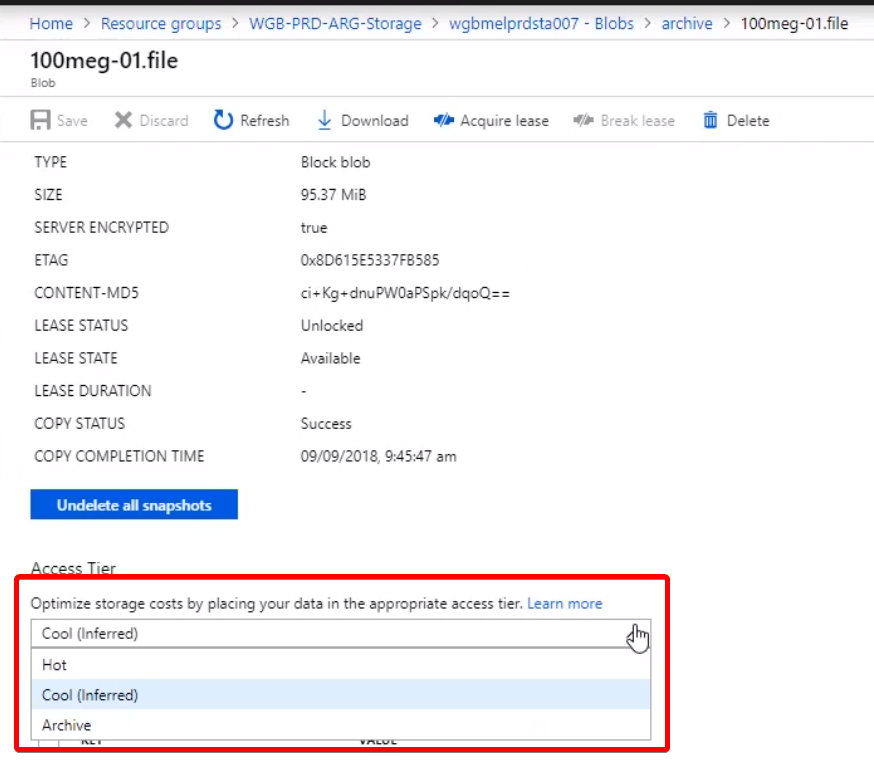 Home > Resource groups > WGB-PRD-ARG-Storage > wgbmelprdsta007 - Blobs > archive > 100meg-01.file
100meg-01.file
Blob
Save Discard Refresh Download Acquire lease Break lease Delete
TYPE Block blob
SIZE 95.37 MiB
SERVER ENCRYPTED true
ETAG 0x8D615E5337FB585
CONTENT-MD5 ci+Kg+dnuPW0aPSpk/dqoQ==
LEASE STATUS Unlocked
LEASE STATE Available
LEASE DURATION -
COPY STATUS Success
COPY COMPLETION TIME 09/09/2018, 9:45:47 am
Undelete all snapshots
Access Tier
Optimize storage costs by placing your data in the appropriate access tier. Learn more
Cool (Inferred)
Hot
Cool (Inferred)
Archive
KEY VALUE